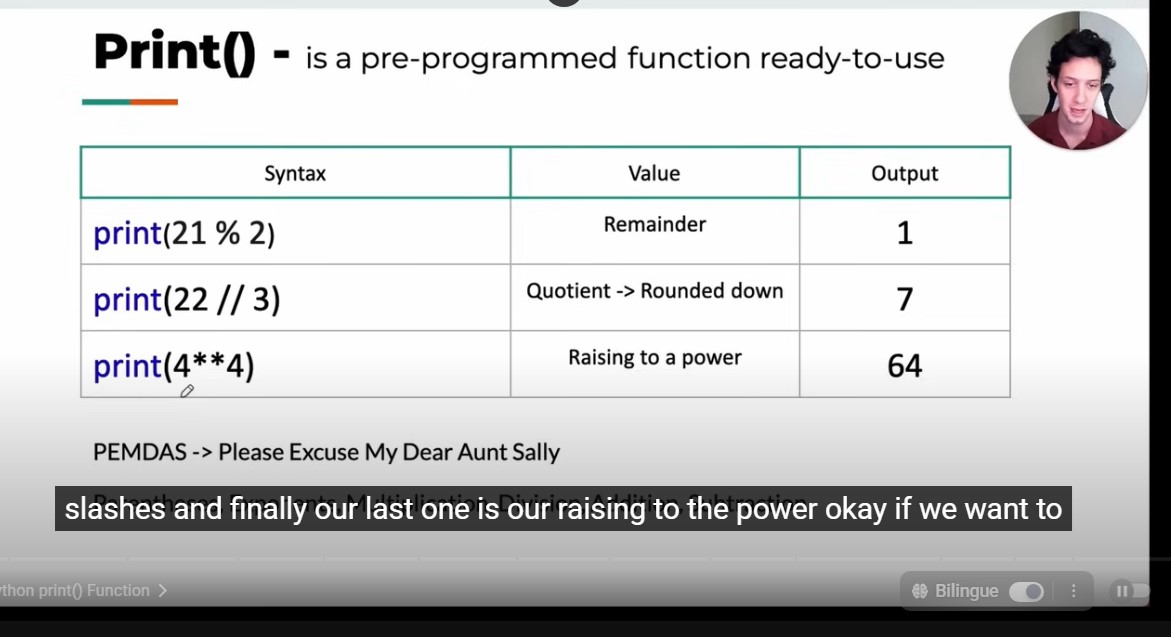 Print() - is a pre-programmed function ready-to-use
Syntax Value Output
print(21 % 2) Remainder 1
print(22 // 3) Quotient -> Rounded down 7
print(4**4) Raising to a power 64
PEMDAS -> Please Excuse My Dear Aunt Sally
slashes and finally our last one is our raising to the power okay if we want to
thon print() Function
Bilingue